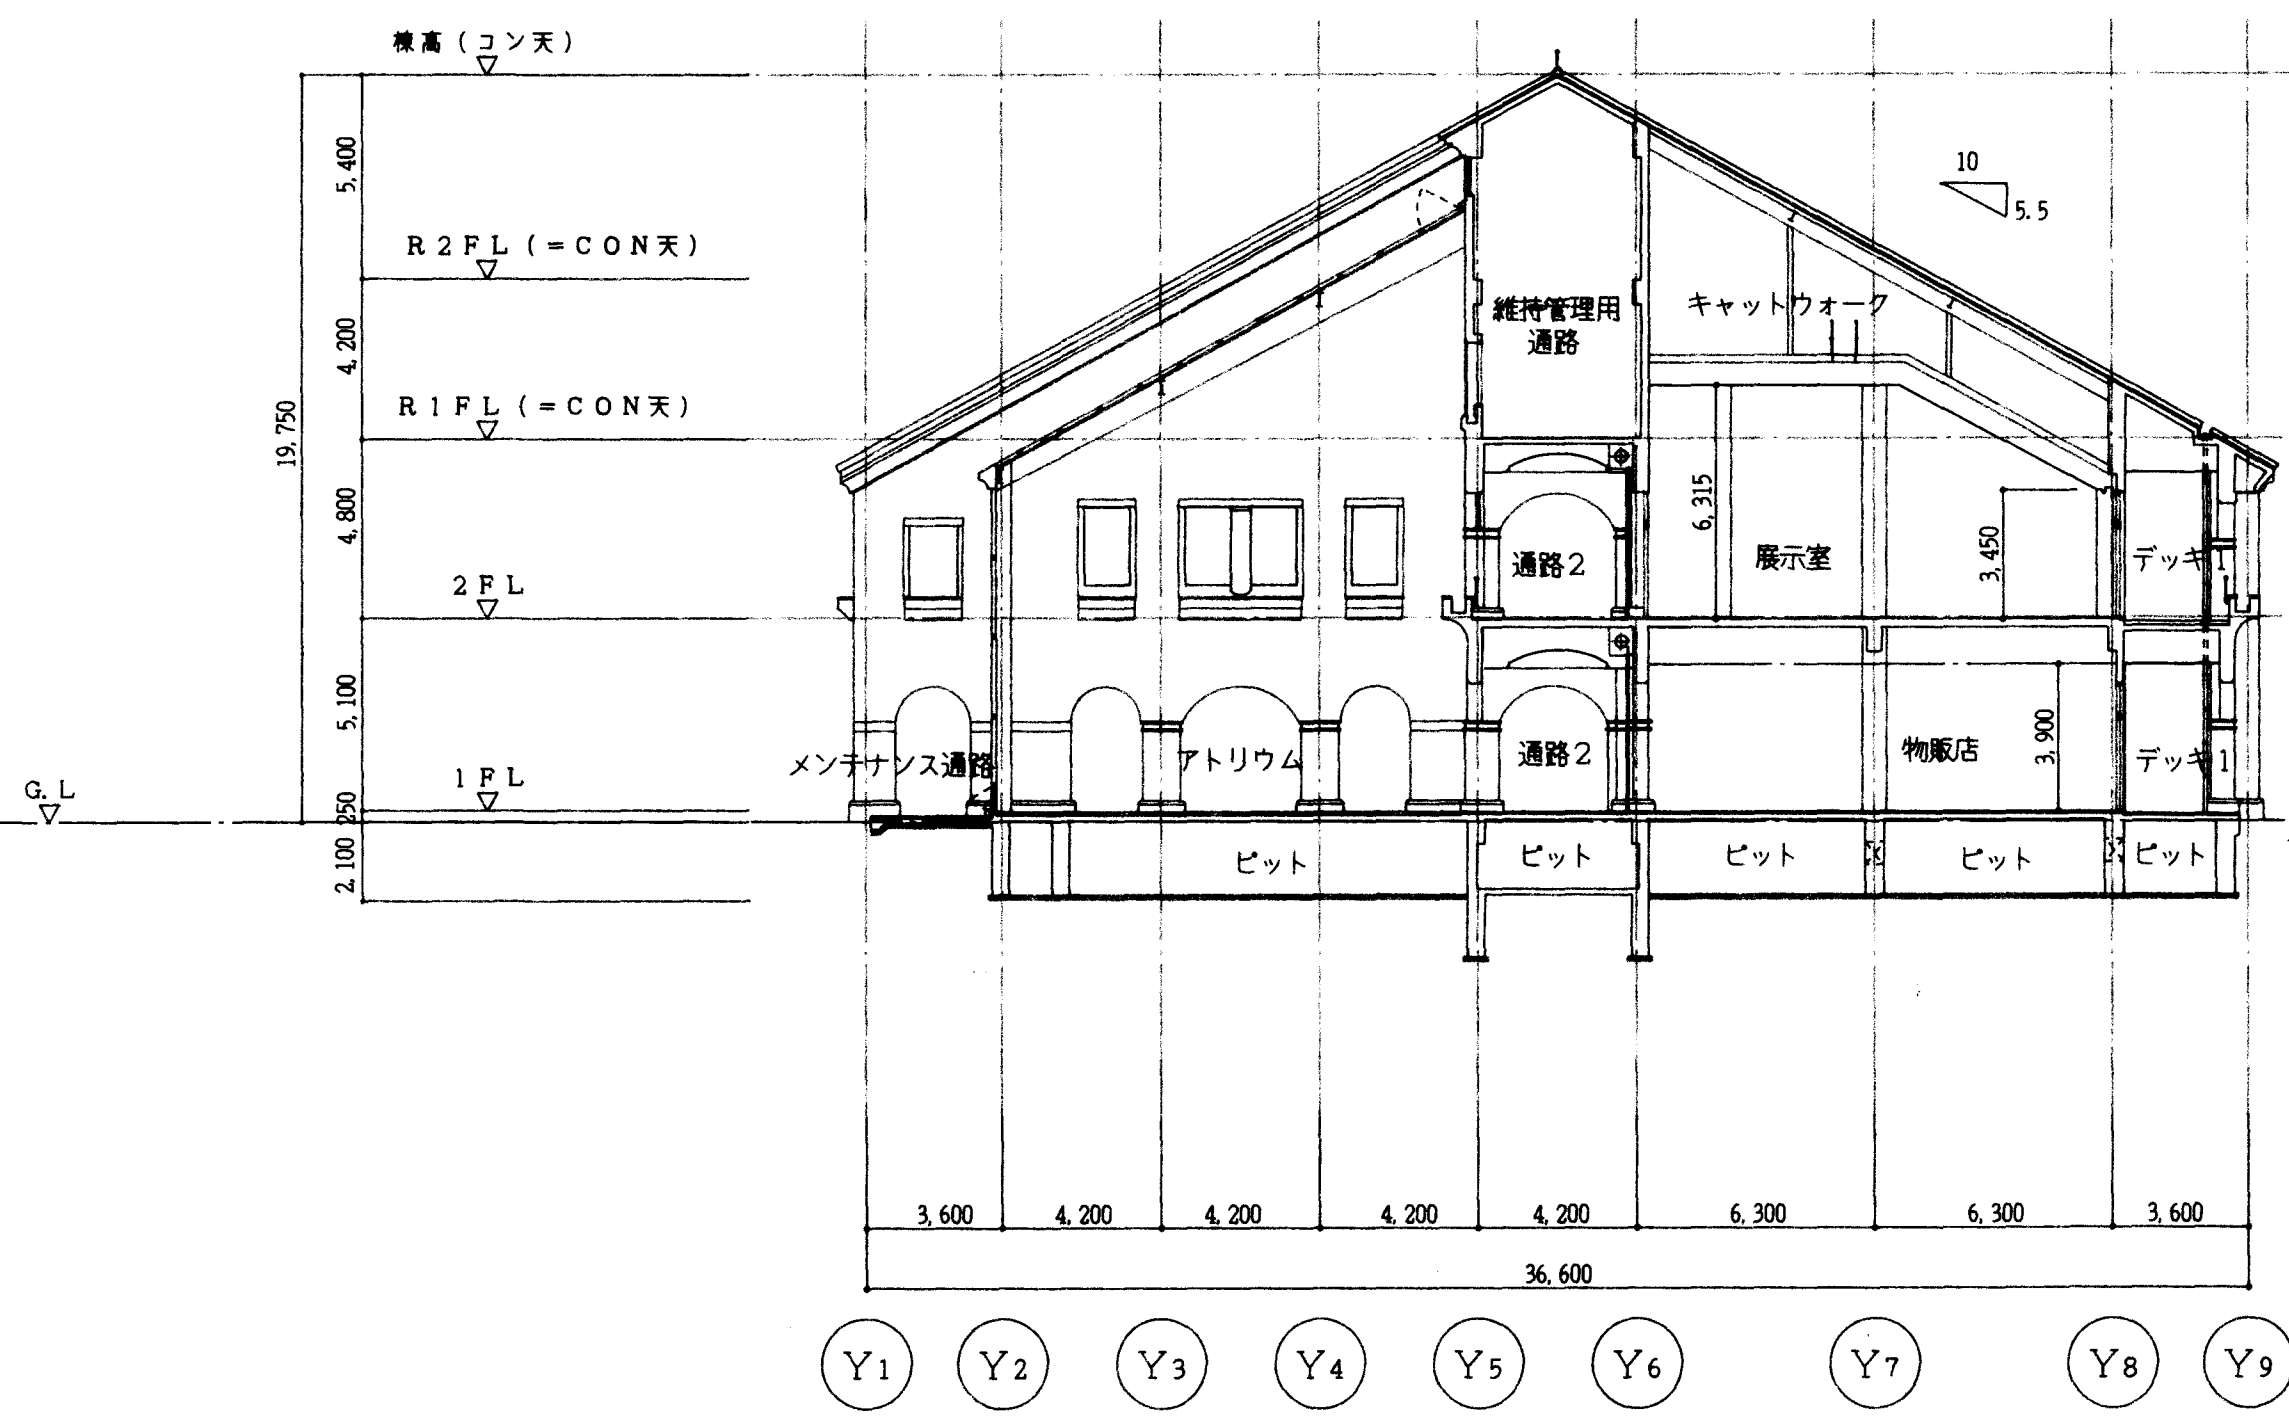 棟高(コン天)
5,400
10
5.5
R2FL(=CON天)
4,200
維持管理用
通路
キャットウォーク
19,750
R1FL(=CON天)
4,800
6,315
3,450
通路2
展示室
デッキ1
2FL
5,100
3,900
メンテナンス通路
アトリウム
通路2
物販店
デッキ1
1FL
G.L
250
2,100
ピット
ピット
ピット
ピット
ピット
3,600
4,200
4,200
4,200
4,200
6,300
6,300
3,600
36,600
Y1
Y2
Y3
Y4
Y5
Y6
Y7
Y8
Y9